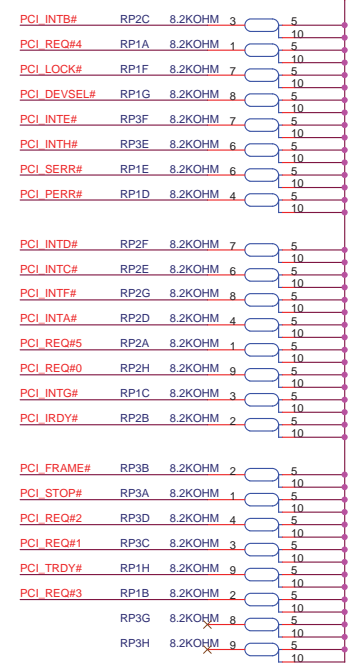 PCI_INTB# RP2C 8.2KOHM 3 5
10
PCI_REQ#4 RP1A 8.2KOHM 1 5
10
PCI_LOCK# RP1F 8.2KOHM 7 5
10
PCI_DEVSEL# RP1G 8.2KOHM 8 5
10
PCI_INTE# RP3F 8.2KOHM 7 5
10
PCI_INTH# RP3E 8.2KOHM 6 5
10
PCI_SERR# RP1E 8.2KOHM 6 5
10
PCI_PERR# RP1D 8.2KOHM 4 5
10
PCI_INTD# RP2F 8.2KOHM 7 5
10
PCI_INTC# RP2E 8.2KOHM 6 5
10
PCI_INTF# RP2G 8.2KOHM 8 5
10
PCI_INTA# RP2D 8.2KOHM 4 5
10
PCI_REQ#5 RP2A 8.2KOHM 1 5
10
PCI_REQ#0 RP2H 8.2KOHM 9 5
10
PCI_INTG# RP1C 8.2KOHM 3 5
10
PCI_IRDY# RP2B 8.2KOHM 2 5
10
PCI_FRAME# RP3B 8.2KOHM 2 5
10
PCI_STOP# RP3A 8.2KOHM 1 5
10
PCI_REQ#2 RP3D 8.2KOHM 4 5
10
PCI_REQ#1 RP3C 8.2KOHM 3 5
10
PCI_TRDY# RP1H 8.2KOHM 9 5
10
PCI_REQ#3 RP1B 8.2KOHM 2 5
10
RP3G 8.2KOHM 8 5
10
RP3H 8.2KOHM 9 5
10